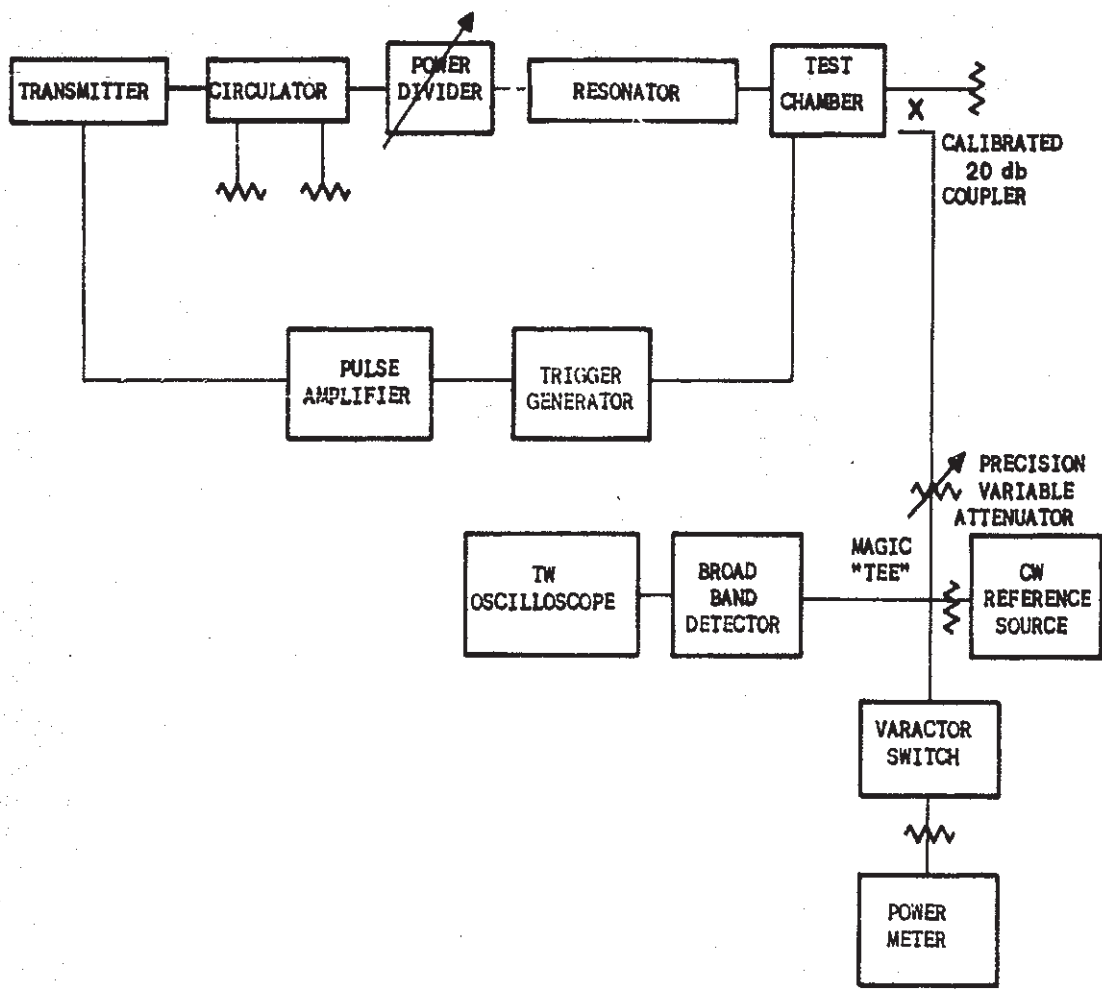 TRANSMITTER
CIRCULATOR
POWER
DIVIDER
RESONATOR
TEST
CHAMBER
X
CALIBRATED
20 db
COUPLER
PULSE
AMPLIFIER
TRIGGER
GENERATOR
PRECISION
VARIABLE
ATTENUATOR
MAGIC
"TEE"
TW
OSCILLOSCOPE
BROAD
BAND
DETECTOR
CW
REFERENCE
SOURCE
VARACTOR
SWITCH
POWER
METER